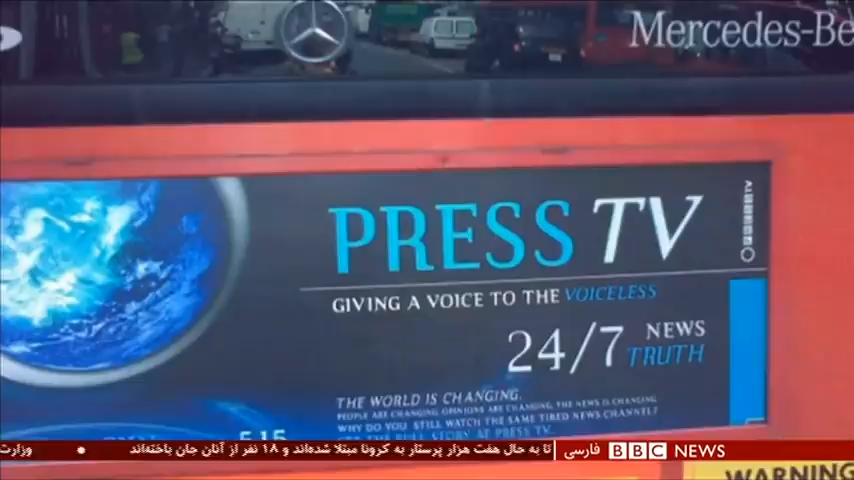 Mercedes-Be
PRESS TV
GIVING A VOICE TO THE VOICELESS
24/7 NEWS
TRUTH
THE WORLD IS CHANGING.
PEOPLE ARE CHANGING. OPINIONS ARE CHANGING. THE NEWS IS CHANGING
WHY DO YOU STILL WATCH THE SAME TIRED NEWS CHANNEL?
AT PRESS TV.
WARNING
BBC NEWS فارسی
تا به حال هفت هزار پرستار به کرونا مبتلا شده‌اند و ۱۸ نفر از آنان جان باخته‌اند • وزارت